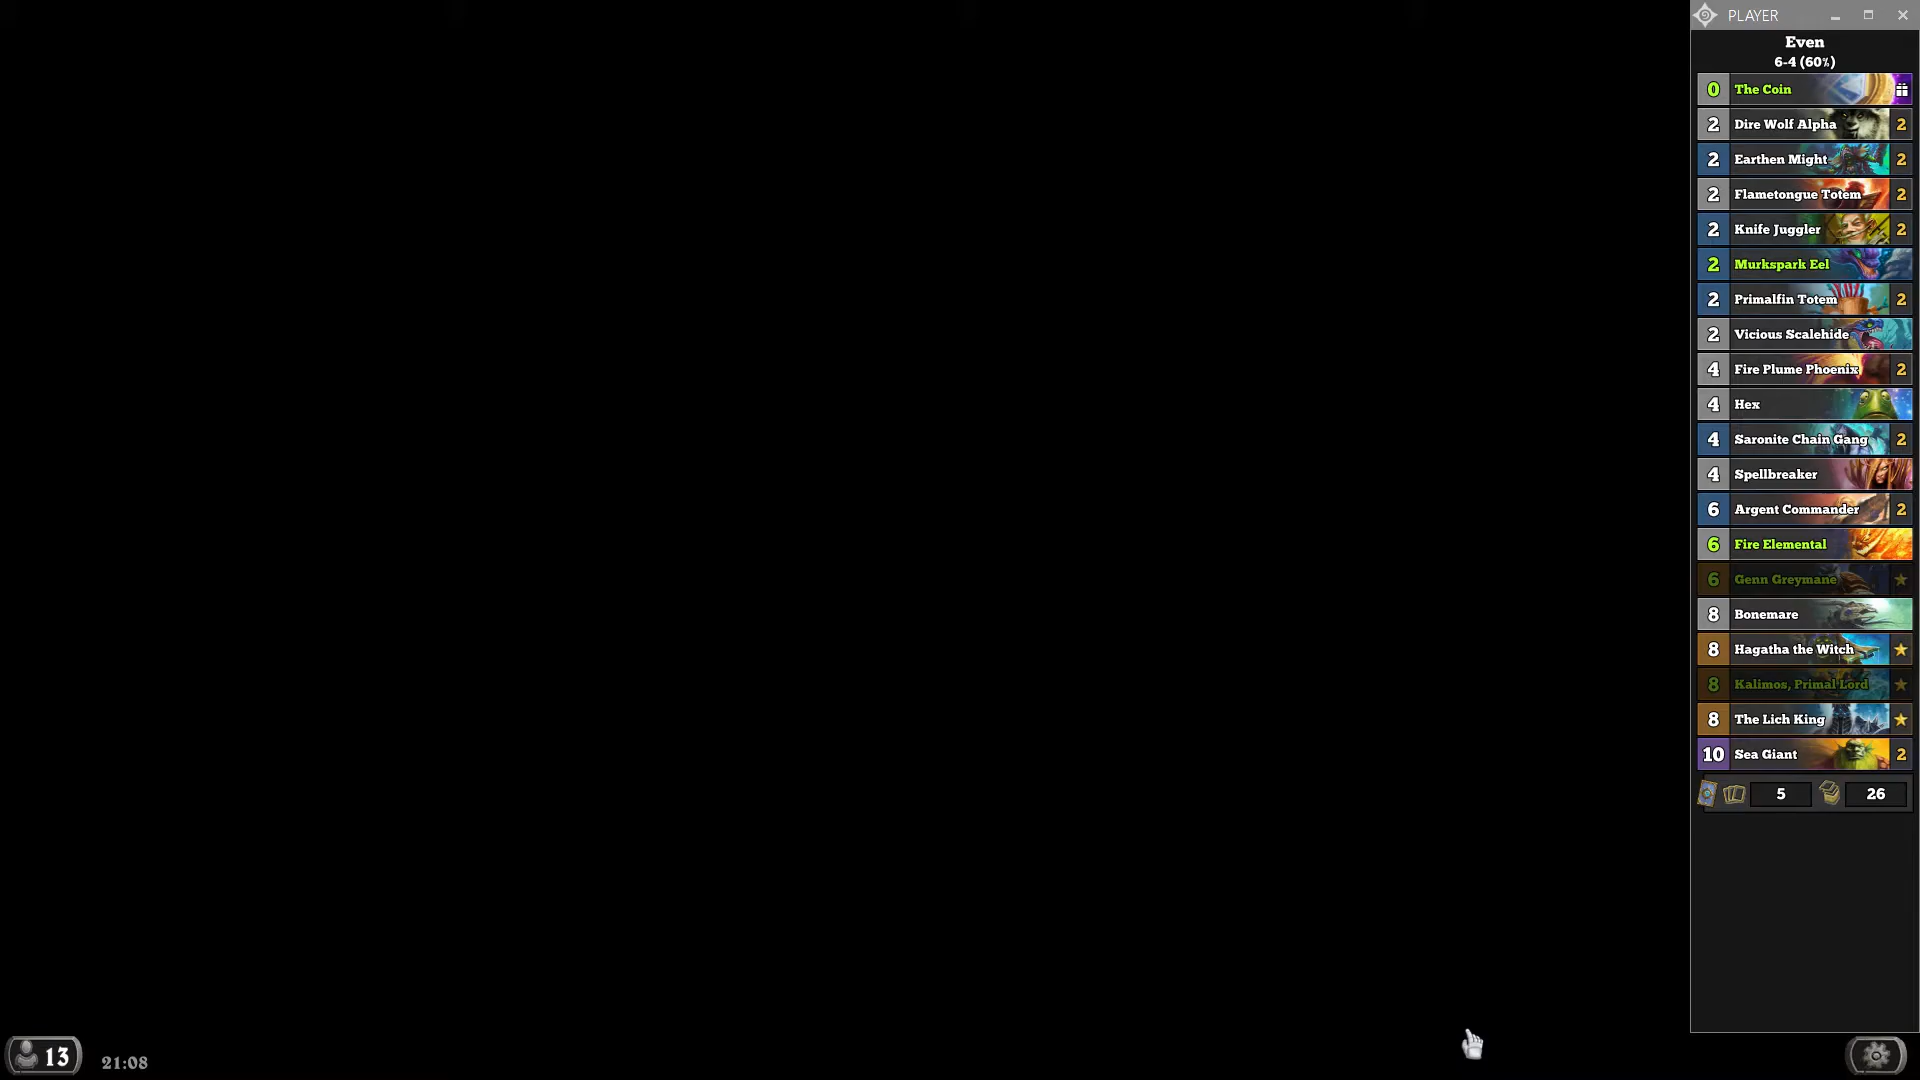 PLAYER
Even
6-4 (60%)
0 The Coin
2 Dire Wolf Alpha 2
2 Earthen Might 2
2 Flametongue Totem 2
2 Knife Juggler 2
2 Murkspark Eel
2 Primalfin Totem 2
2 Vicious Scalehide
4 Fire Plume Phoenix 2
4 Hex
4 Saronite Chain Gang 2
4 Spellbreaker
6 Argent Commander 2
6 Fire Elemental
6 Genn Greymane
8 Bonemare
8 Hagatha the Witch
8 Kalimos, Primal Lord
8 The Lich King
10 Sea Giant 2
5 26
13 21:08